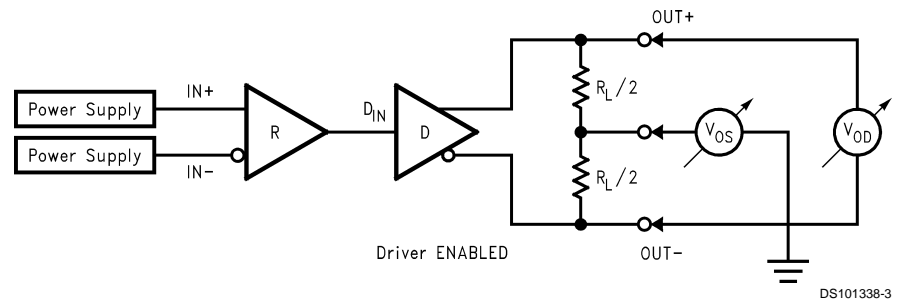 OUT+
IN+
Power Supply
R
D_IN
D
R_L/2
V_OS
V_OD
Power Supply
IN-
R_L/2
Driver ENABLED
OUT-
DS101338-3